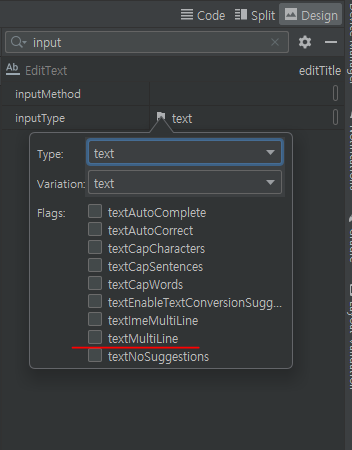 Code Split Design
input
Ab EditText editTitle
inputMethod
inputType text
Type: text
Variation: text
Flags: textAutoComplete
textAutoCorrect
textCapCharacters
textCapSentences
textCapWords
textEnableTextConversionSugg...
textImeMultiLine
textMultiLine
textNoSuggestions